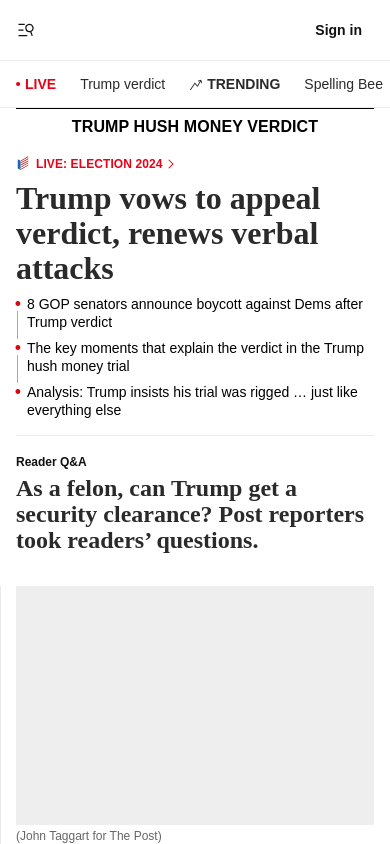 Sign in
LIVE Trump verdict TRENDING Spelling Bee
TRUMP HUSH MONEY VERDICT
LIVE: ELECTION 2024
Trump vows to appeal
verdict, renews verbal
attacks
8 GOP senators announce boycott against Dems after
Trump verdict
The key moments that explain the verdict in the Trump
hush money trial
Analysis: Trump insists his trial was rigged … just like
everything else
Reader Q&A
As a felon, can Trump get a
security clearance? Post reporters
took readers’ questions.
(John Taggart for The Post)